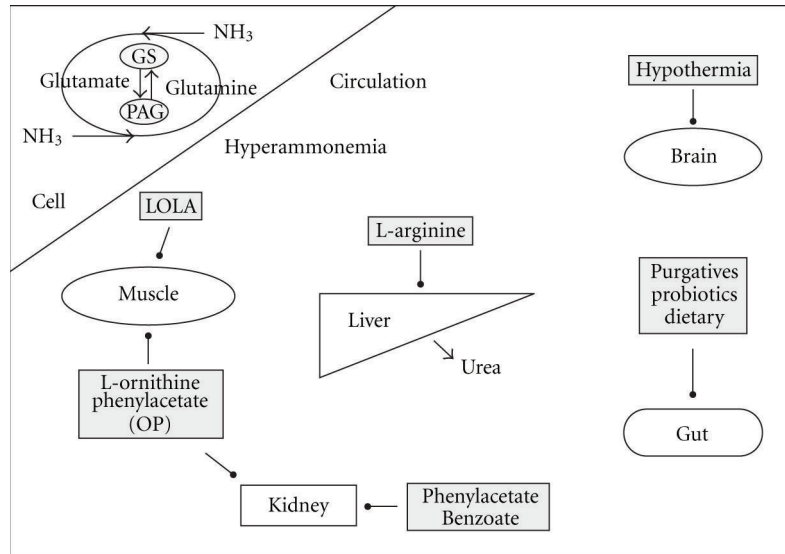 NH3
GS
Glutamate
Glutamine
PAG
NH3
Circulation
Hyperammonemia
Cell
Hypothermia
Brain
LOLA
Muscle
L-arginine
Liver
Urea
Purgatives
probiotics
dietary
Gut
L-ornithine
phenylacetate
(OP)
Kidney
Phenylacetate
Benzoate